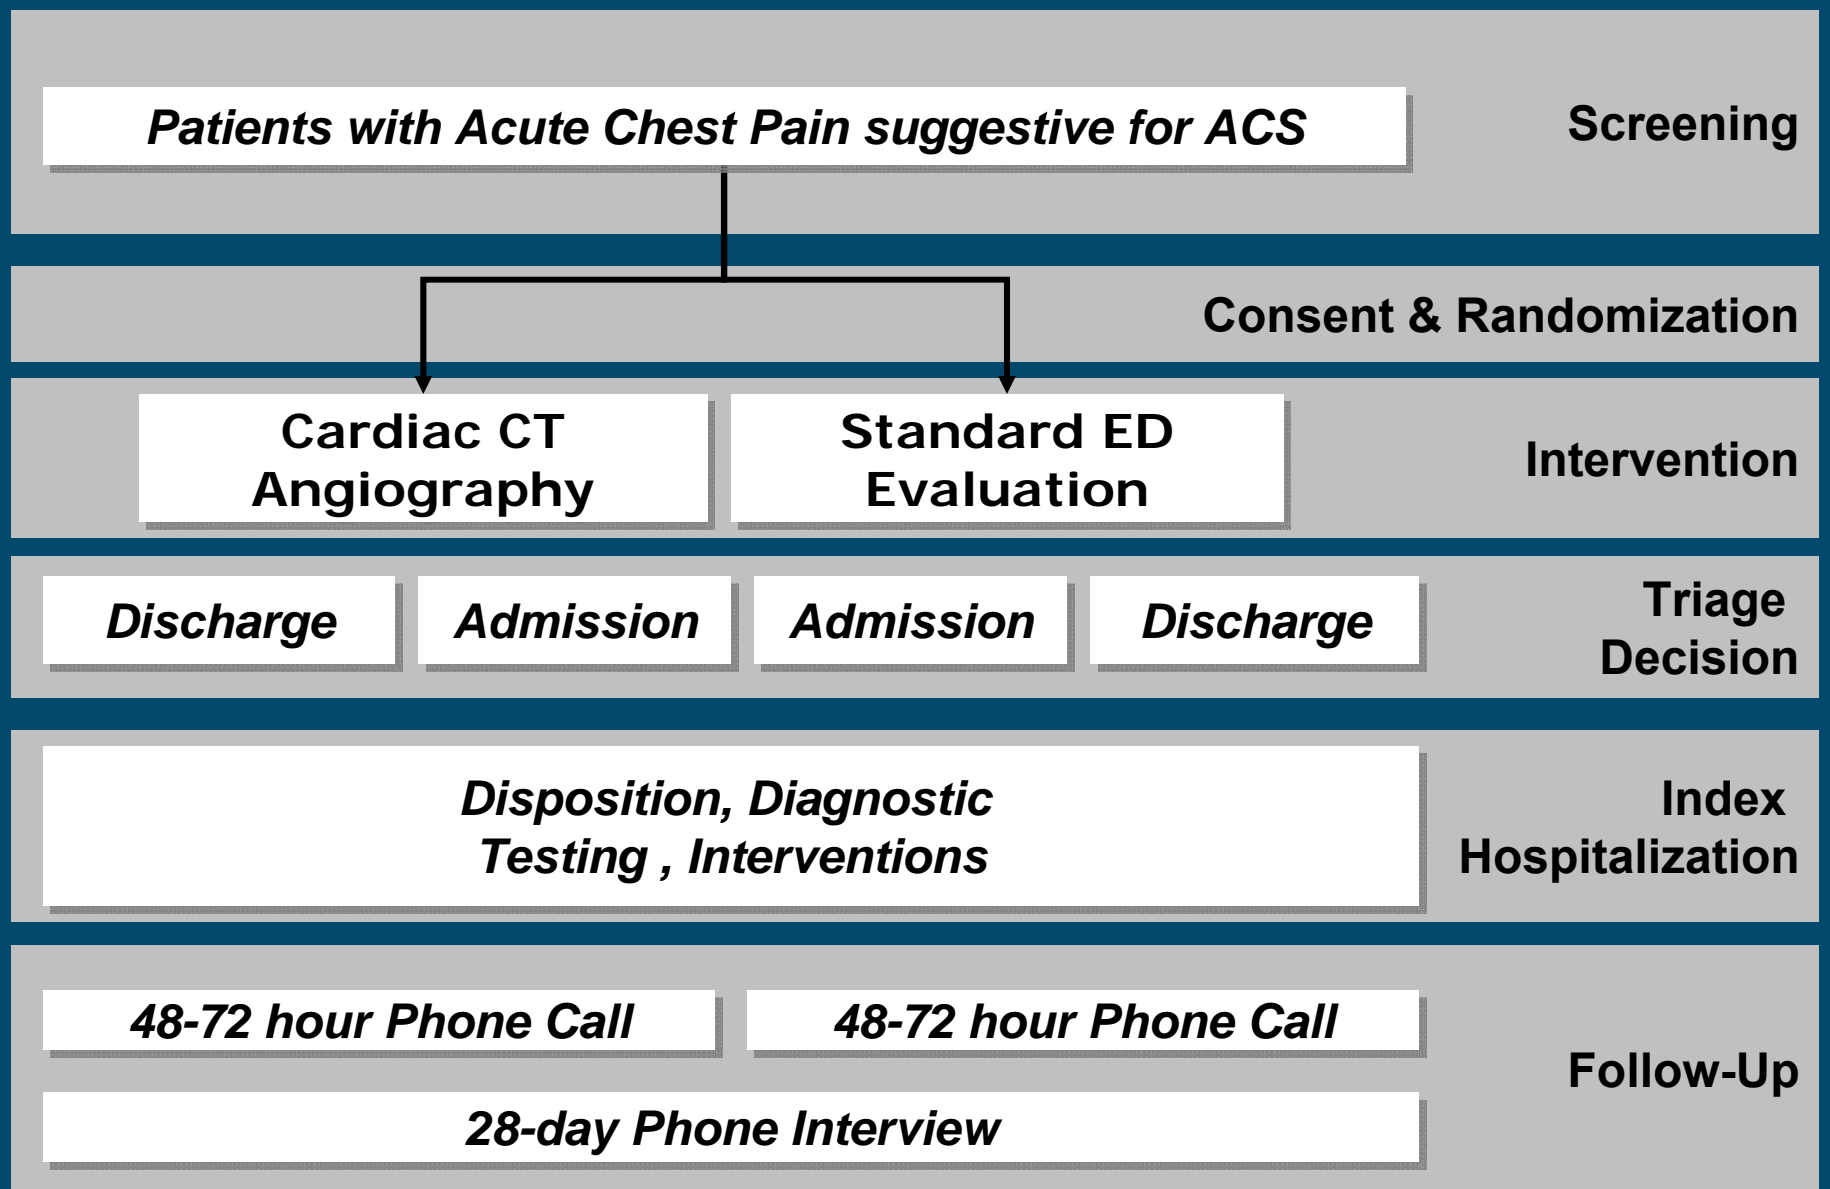 Patients with Acute Chest Pain suggestive for ACS
Screening
Consent & Randomization
Cardiac CT
Angiography
Standard ED
Evaluation
Intervention
Discharge
Admission
Admission
Discharge
Triage
Decision
Disposition, Diagnostic
Testing , Interventions
Index
Hospitalization
48-72 hour Phone Call
48-72 hour Phone Call
28-day Phone Interview
Follow-Up